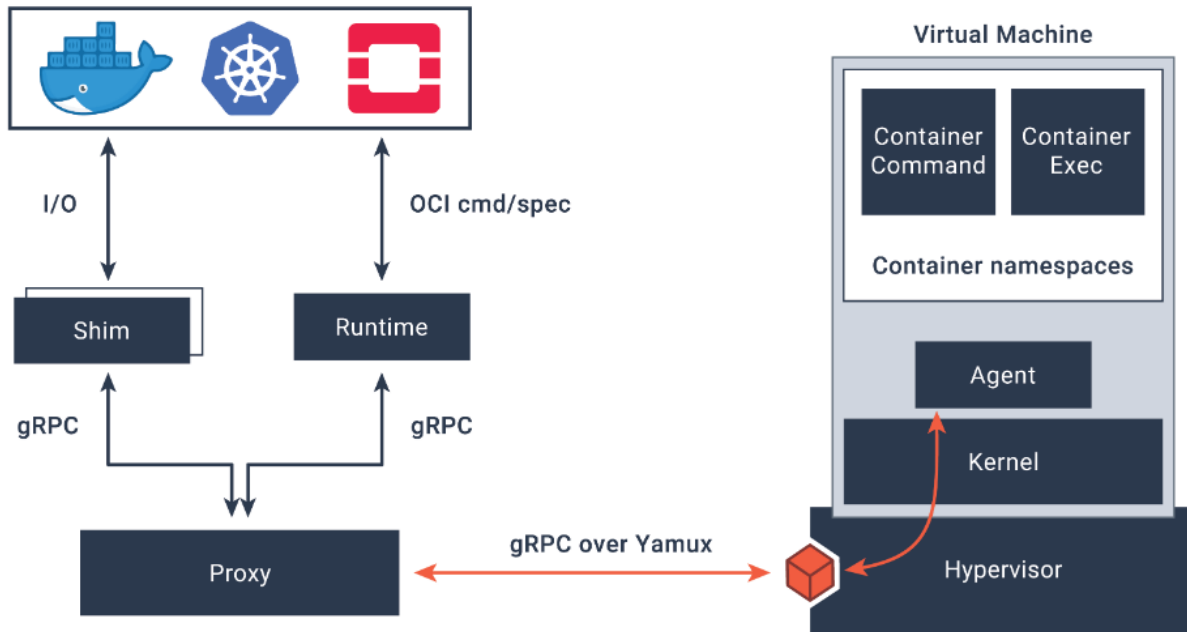 Virtual Machine
Container
Command
Container
Exec
I/O
OCI cmd/spec
Container namespaces
Shim
Runtime
Agent
gRPC
gRPC
Kernel
gRPC over Yamux
Proxy
Hypervisor